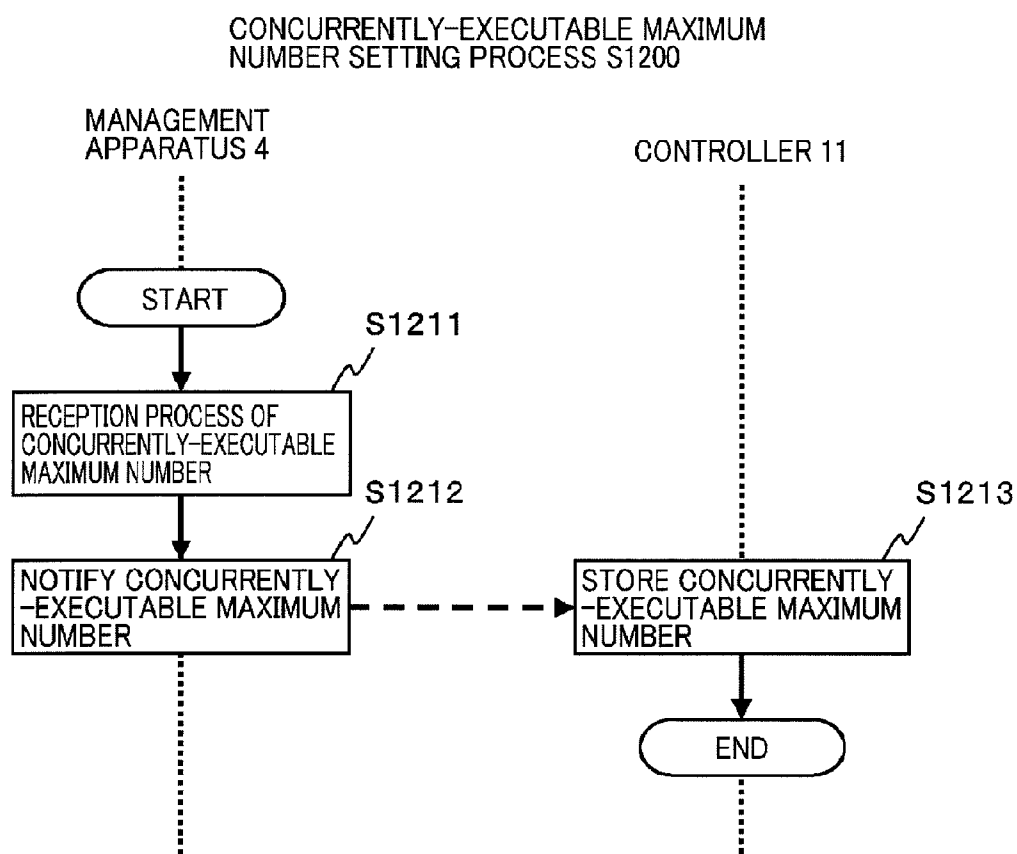 CONCURRENTLY-EXECUTABLE MAXIMUM
NUMBER SETTING PROCESS S1200
MANAGEMENT
APPARATUS 4
CONTROLLER 11
START
S1211
RECEPTION PROCESS OF
CONCURRENTLY-EXECUTABLE
MAXIMUM NUMBER
S1212
NOTIFY CONCURRENTLY
-EXECUTABLE MAXIMUM
NUMBER
S1213
STORE CONCURRENTLY
-EXECUTABLE MAXIMUM
NUMBER
END